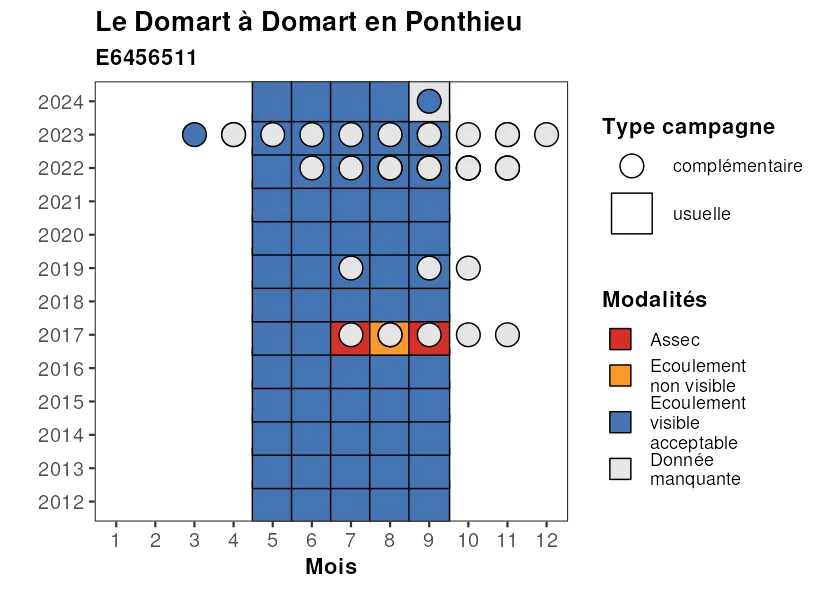 Le Domart à Domart en Ponthieu
E6456511
2024
2023
2022
2021
2020
2019
2018
2017
2016
2015
2014
2013
2012
1 2 3 4 5 6 7 8 9 10 11 12
Mois
Type campagne
complémentaire
usuelle
Modalités
Assec
Ecoulement
non visible
Ecoulement
visible
acceptable
Donnée
manquante